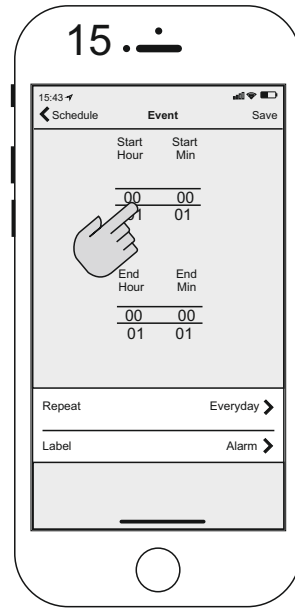 15.
15:43
Schedule Event Save
Start Start
Hour Min
00 00
01 01
End End
Hour Min
00 00
01 01
Repeat Everyday
Label Alarm